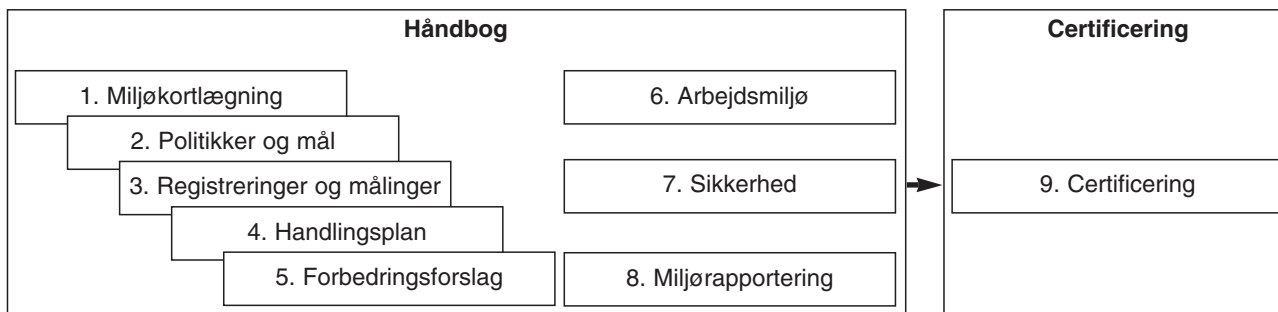 Håndbog
1. Miljøkortlægning
2. Politikker og mål
3. Registreringer og målinger
4. Handlingsplan
5. Forbedringsforslag
6. Arbejdsmiljø
7. Sikkerhed
8. Miljørapportering
Certificering
9. Certificering